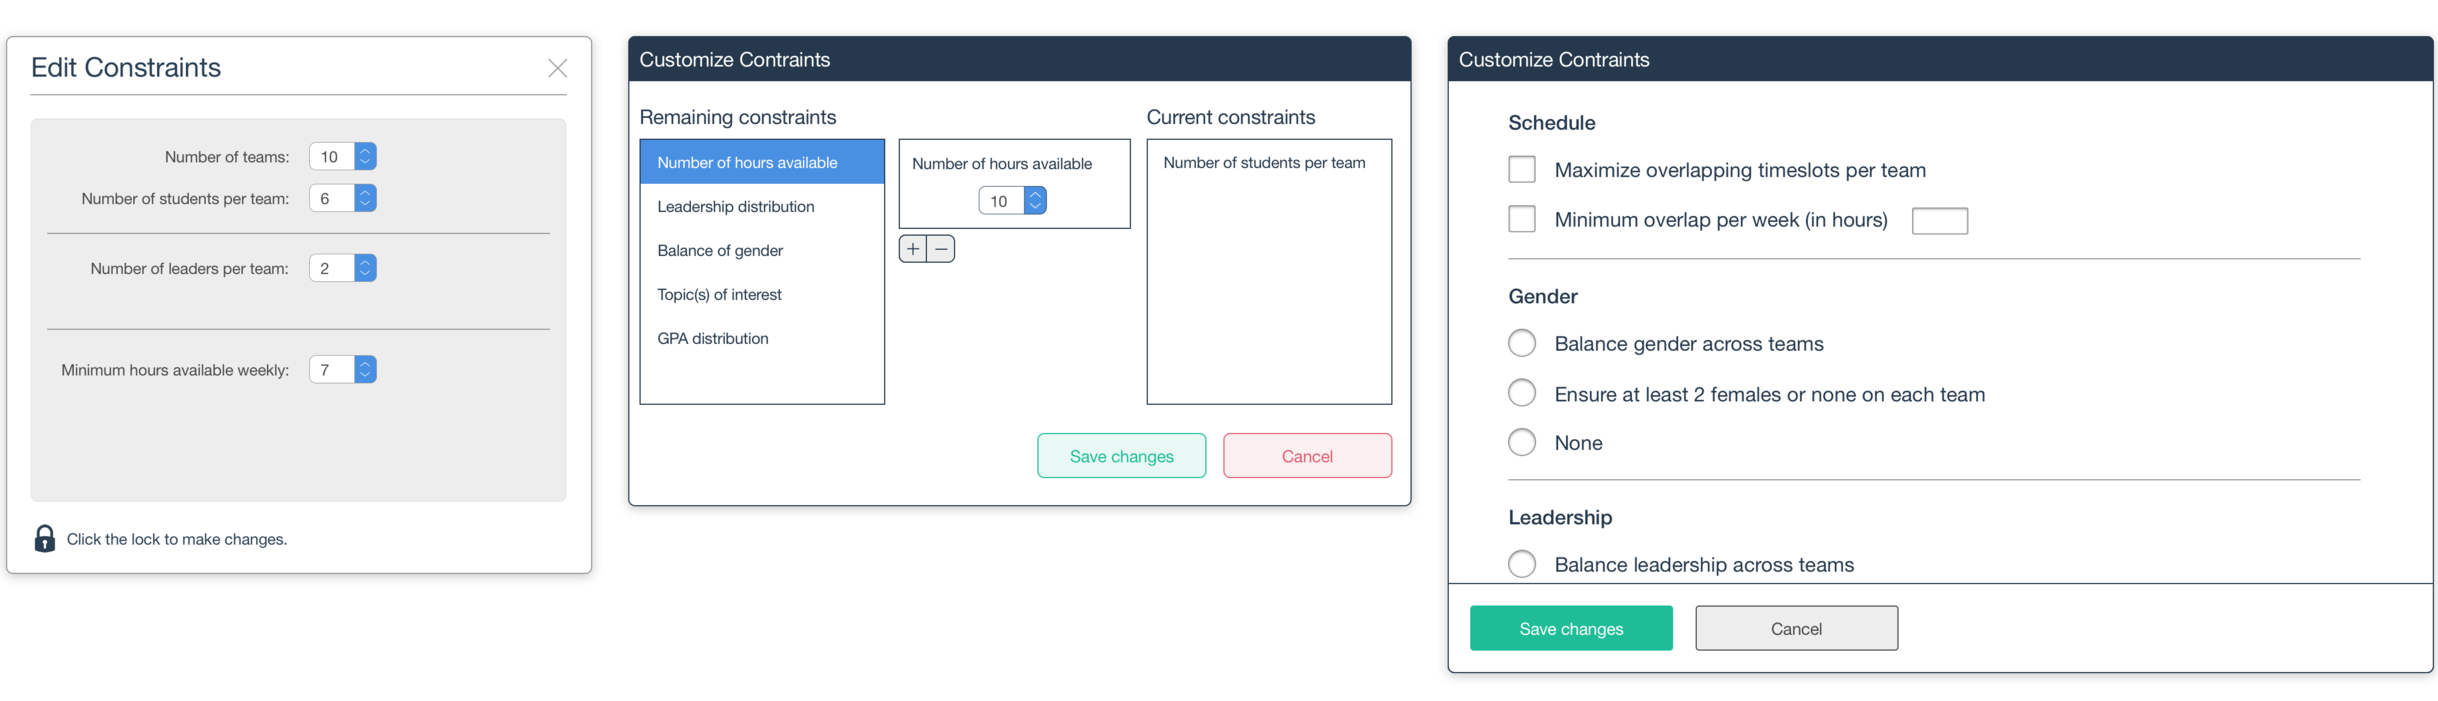 Edit Constraints
Number of teams: 10
Number of students per team: 6
Number of leaders per team: 2
Minimum hours available weekly: 7
Click the lock to make changes.
Customize Contraints
Remaining constraints
Number of hours available
Leadership distribution
Balance of gender
Topic(s) of interest
GPA distribution
Number of hours available
10
+ −
Current constraints
Number of students per team
Save changes
Cancel
Customize Contraints
Schedule
Maximize overlapping timeslots per team
Minimum overlap per week (in hours)
Gender
Balance gender across teams
Ensure at least 2 females or none on each team
None
Leadership
Balance leadership across teams
Save changes
Cancel